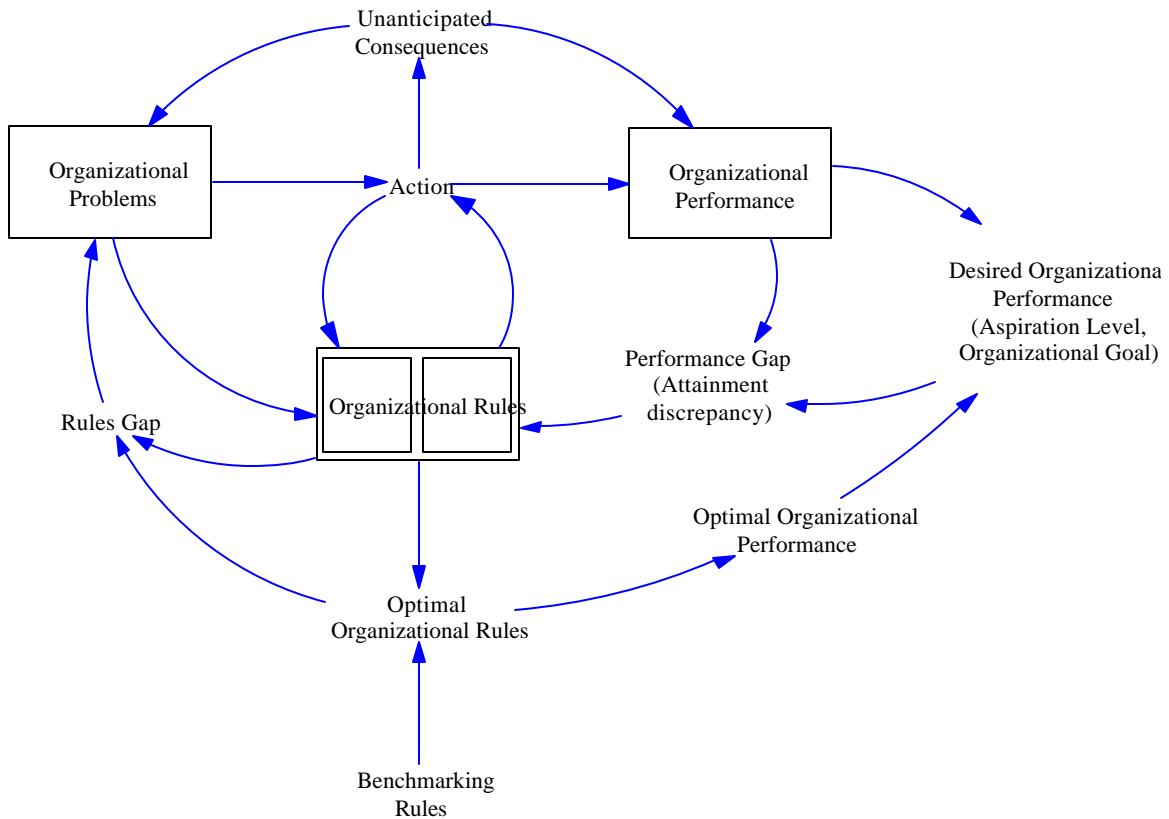 Unanticipated
Consequences
Organizational
Problems
Action
Organizational
Performance
Desired Organizationa
Performance
(Aspiration Level,
Organizational Goal)
Performance Gap
(Attainment
discrepancy)
Organizational Rules
Rules Gap
Optimal Organizational
Performance
Optimal
Organizational Rules
Benchmarking
Rules